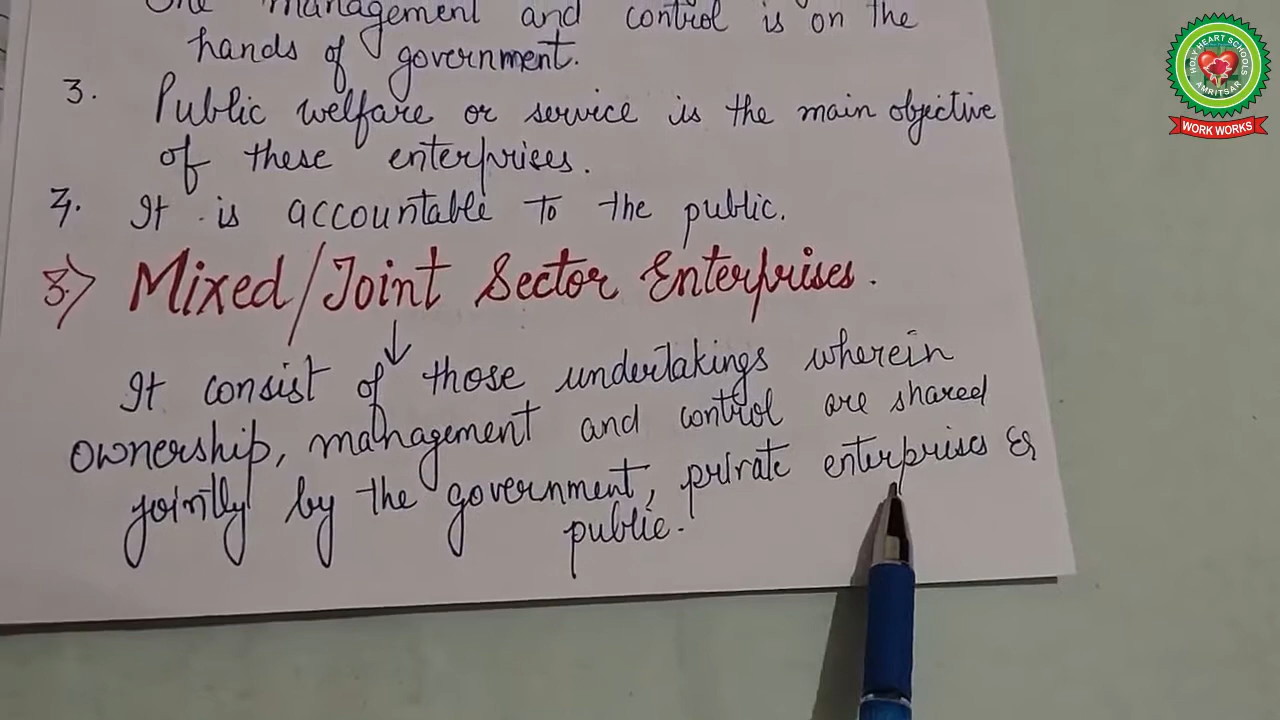 The management and control is on the
hands of government.
3. Public welfare or service is the main objective
of these enterprises.
4. It is accountable to the public.
3) Mixed/Joint Sector Enterprises.
It consist of those undertakings wherein
ownership, management and control are shared
jointly by the government, private enterprises &
public.
HOLY HEART SCHOOLS
AMRITSAR
WORK WORKS